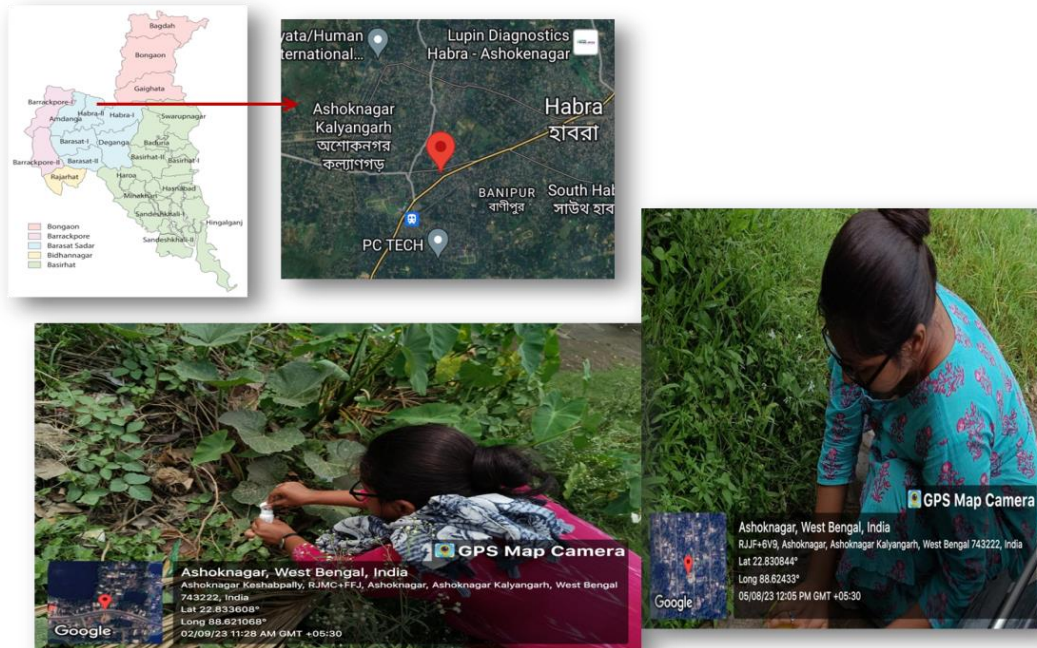 Bagdah
Bongaon
Gaighata
Barrackpore-I
Amdanga
Habra-II
Habra-I
Swarupnagar
Barasat-I
Deganga
Baduria
Barrackpore-II
Barasat-II
Basirhat-II
Basirhat-I
Rajarhat
Haroa
Minakhan
Hasnabad
Sandeshkhali-I
Hingalganj
Sandeshkhali-II
Bongaon
Barrackpore
Barasat Sadar
Bidhannagar
Basirhat
vata/Human
ternational...
Lupin Diagnostics
Habra - Ashokenagar
Ashoknagar
Kalyangarh
অশোকনগর
কল্যাণগড়
Habra
হাবরা
BANIPUR
বাণীপুর
South Hab
সাউথ হাব
PC TECH
GPS Map Camera
Ashoknagar, West Bengal, India
Ashoknagar Keshabpally, RJMC+FFJ, Ashoknagar, Ashoknagar Kalyangarh, West Bengal
743222, India
Lat 22.833608°
Long 88.621068°
02/09/23 11:28 AM GMT +05:30
Google
GPS Map Camera
Ashoknagar, West Bengal, India
RJJF+6V9, Ashoknagar, Ashoknagar Kalyangarh, West Bengal 743222, India
Lat 22.830844°
Long 88.62433°
05/08/23 12:05 PM GMT +05:30
Google